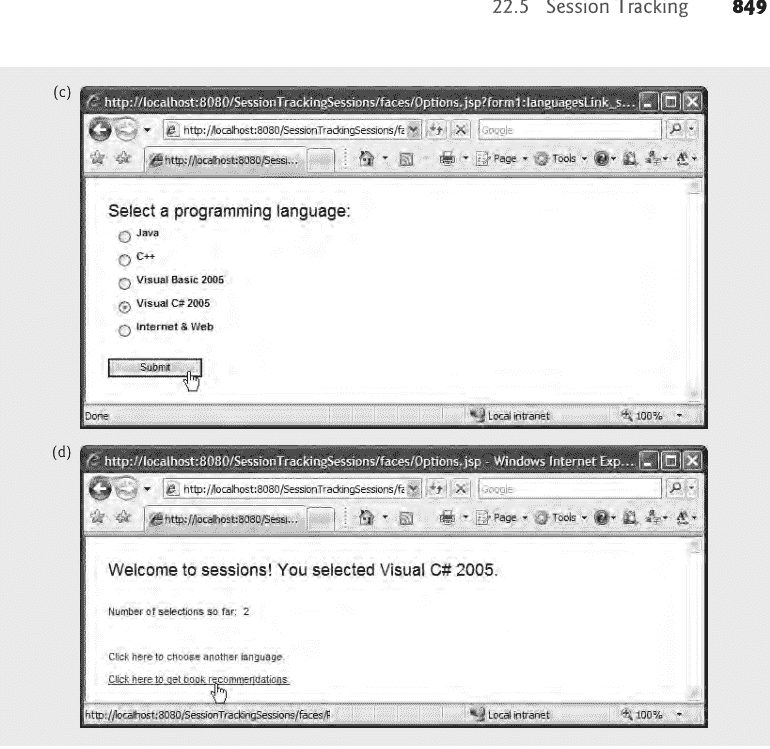 22.5 Session Tracking 849
(c)
http://localhost:8080/SessionTrackingSessions/faces/Options.jsp?form1:languagesLink_s...
http://localhost:8080/SessionTrackingSessions/fa
Google
http://localhost:8080/Sessi...
Page
Tools
Select a programming language:
Java
C++
Visual Basic 2005
Visual C# 2005
Internet & Web
Submit
Done
Local intranet
100%
(d)
http://localhost:8080/SessionTrackingSessions/faces/Options.jsp - Windows Internet Exp...
http://localhost:8080/SessionTrackingSessions/fa
Google
http://localhost:8080/Sessi...
Page
Tools
Welcome to sessions! You selected Visual C# 2005.
Number of selections so far: 2
Click here to choose another language.
Click here to get book recommendations.
http://localhost:8080/SessionTrackingSessions/faces/F
Local intranet
100%